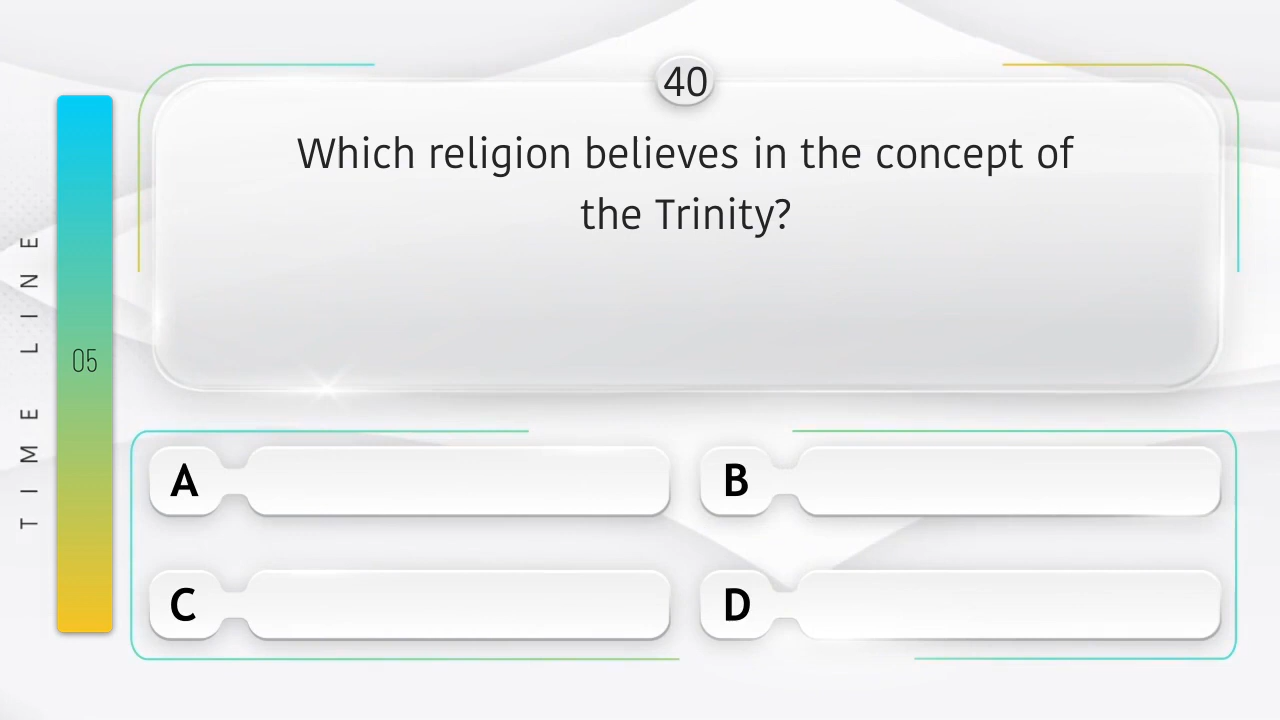 40
Which religion believes in the concept of
the Trinity?
TIME LINE
05
A
B
C
D